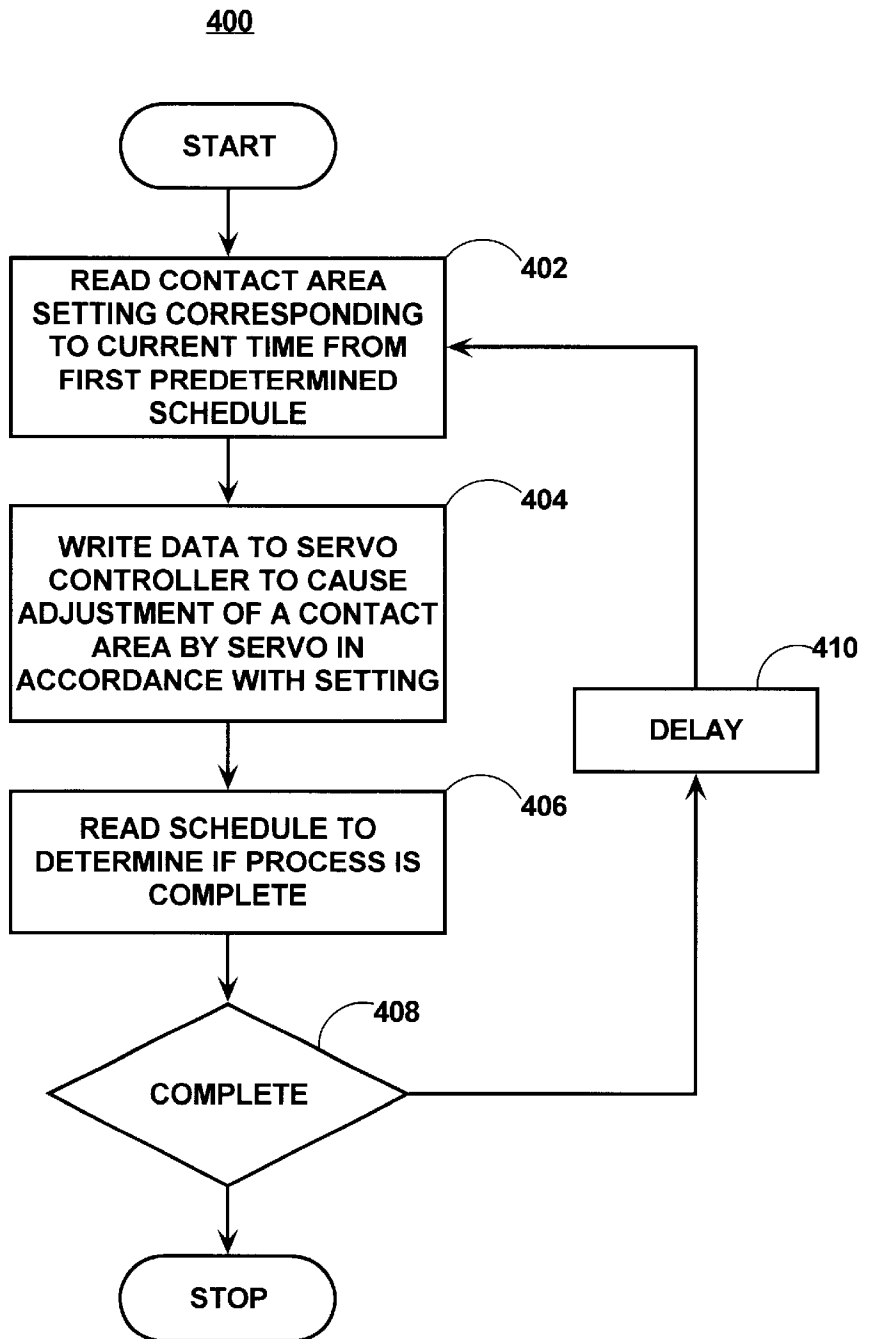 400
START
402
READ CONTACT AREA
SETTING CORRESPONDING
TO CURRENT TIME FROM
FIRST PREDETERMINED
SCHEDULE
404
WRITE DATA TO SERVO
CONTROLLER TO CAUSE
ADJUSTMENT OF A CONTACT
AREA BY SERVO IN
ACCORDANCE WITH SETTING
410
DELAY
406
READ SCHEDULE TO
DETERMINE IF PROCESS IS
COMPLETE
408
COMPLETE
STOP